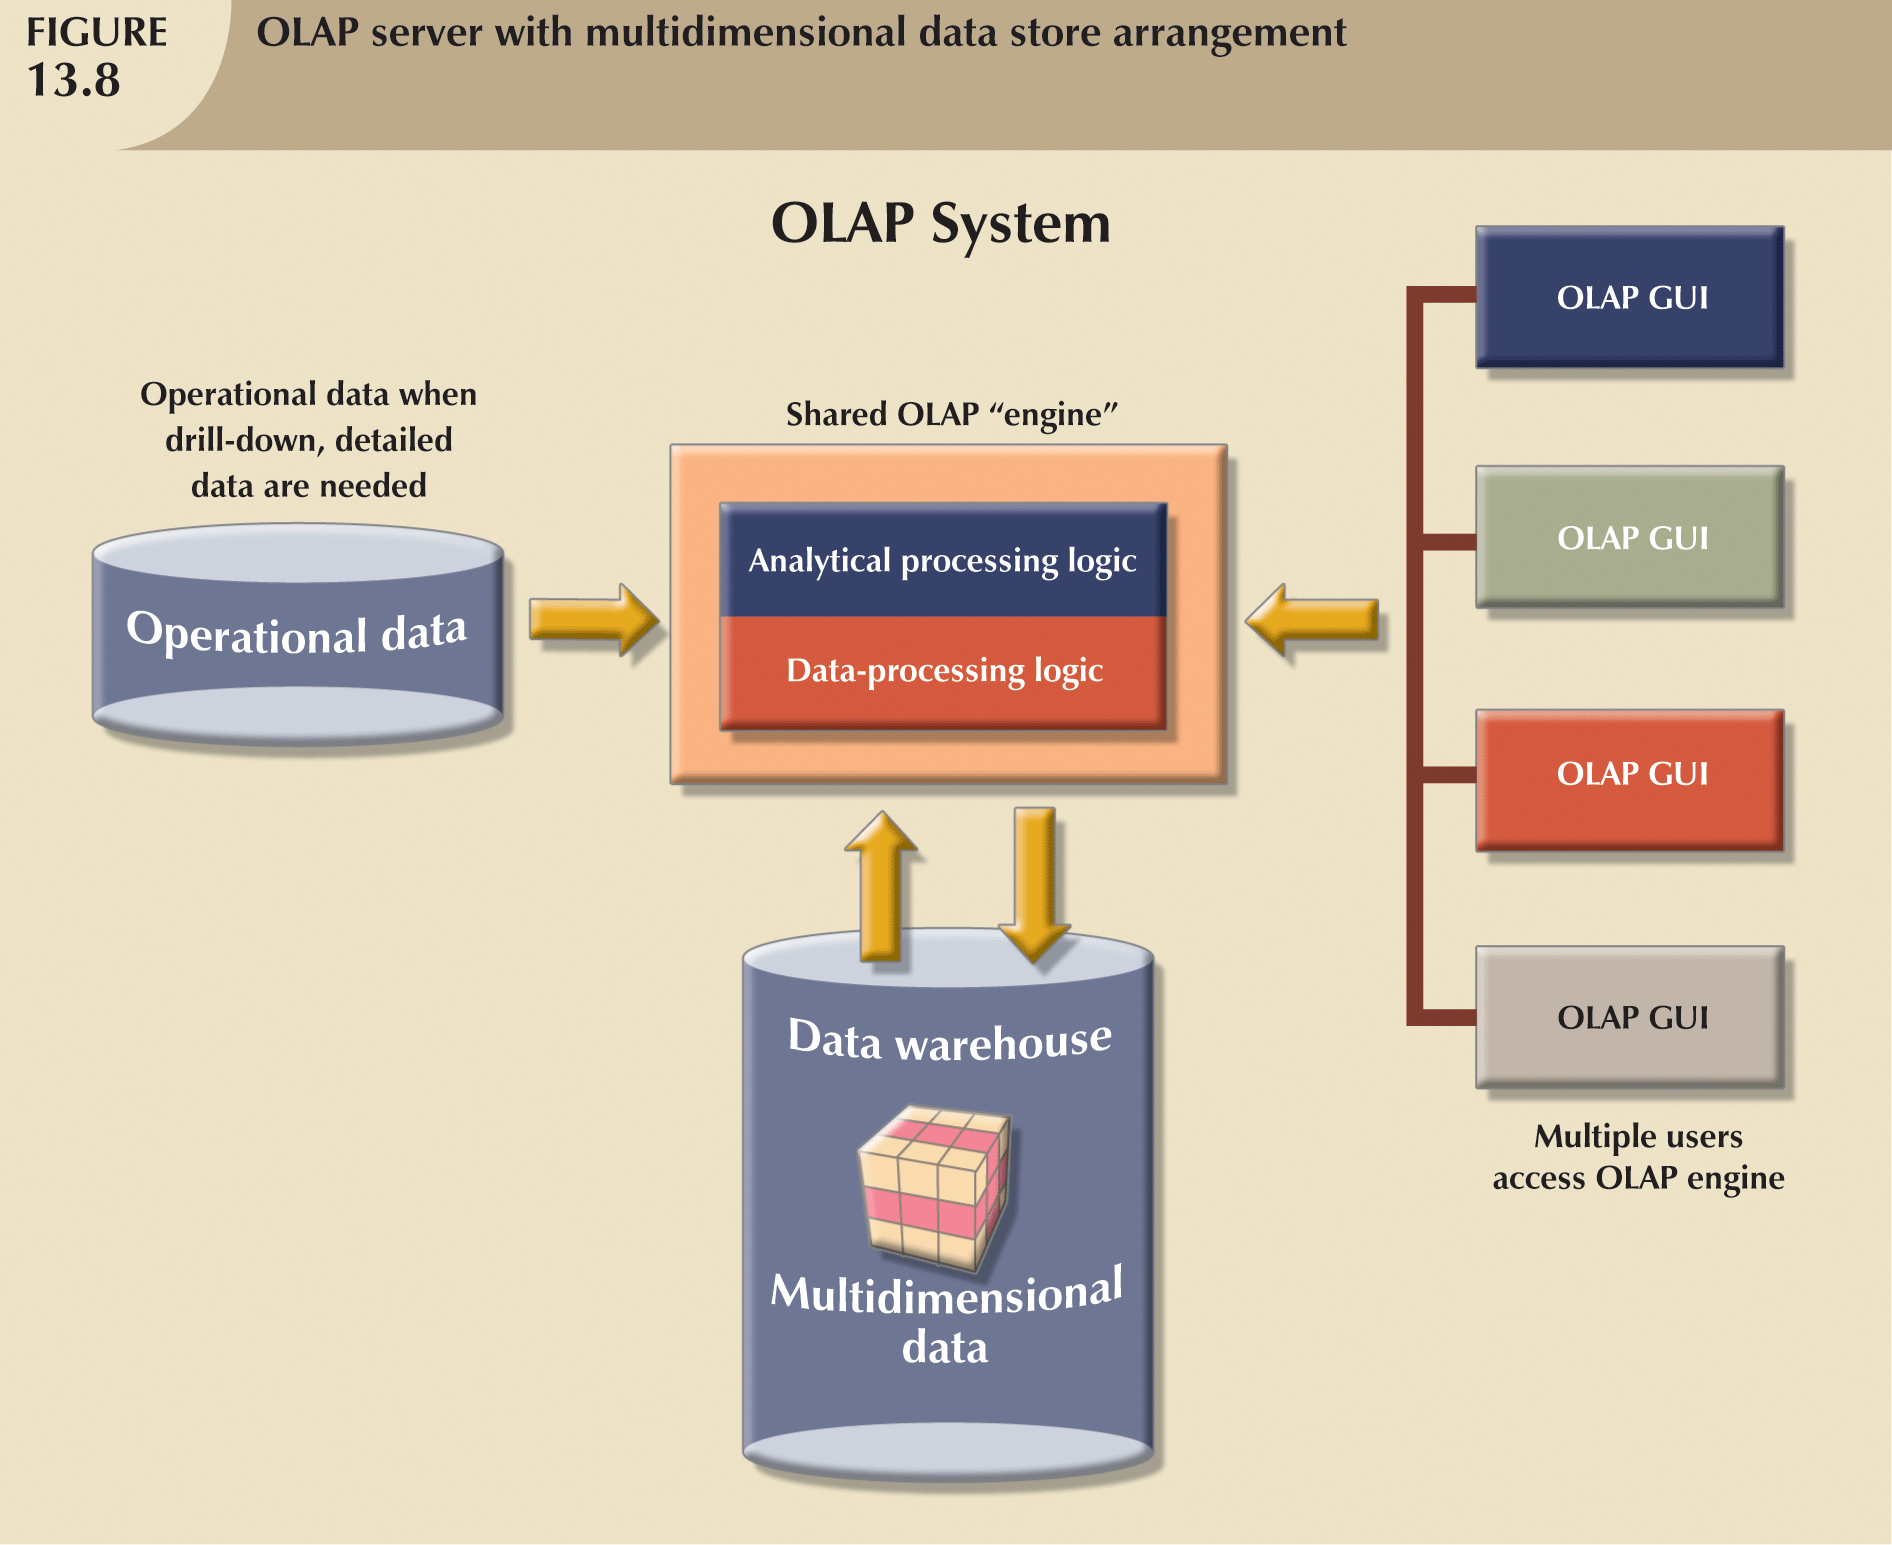 FIGURE
13.8
OLAP server with multidimensional data store arrangement
OLAP System
Operational data when
drill-down, detailed
data are needed
Operational data
Shared OLAP “engine”
Analytical processing logic
Data-processing logic
Data warehouse
Multidimensional
data
OLAP GUI
OLAP GUI
OLAP GUI
OLAP GUI
Multiple users
access OLAP engine